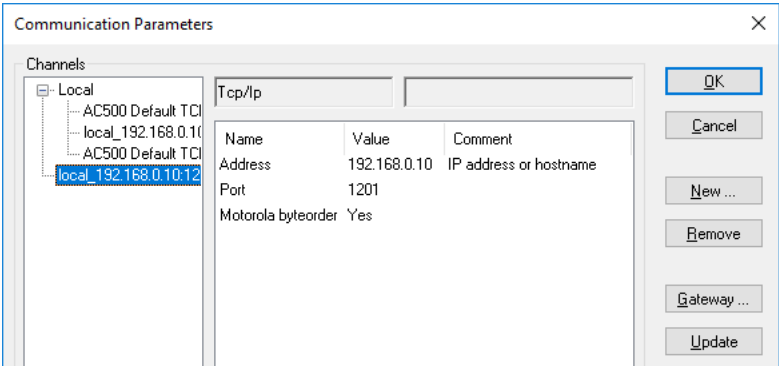 Communication Parameters
Channels
Local
AC500 Default TCI
local_192.168.0.1(
AC500 Default TCI
local_192.168.0.10:12
Tcp/Ip
Name Value Comment
Address 192.168.0.10 IP address or hostname
Port 1201
Motorola byteorder Yes
OK
Cancel
New ...
Remove
Gateway ...
Update